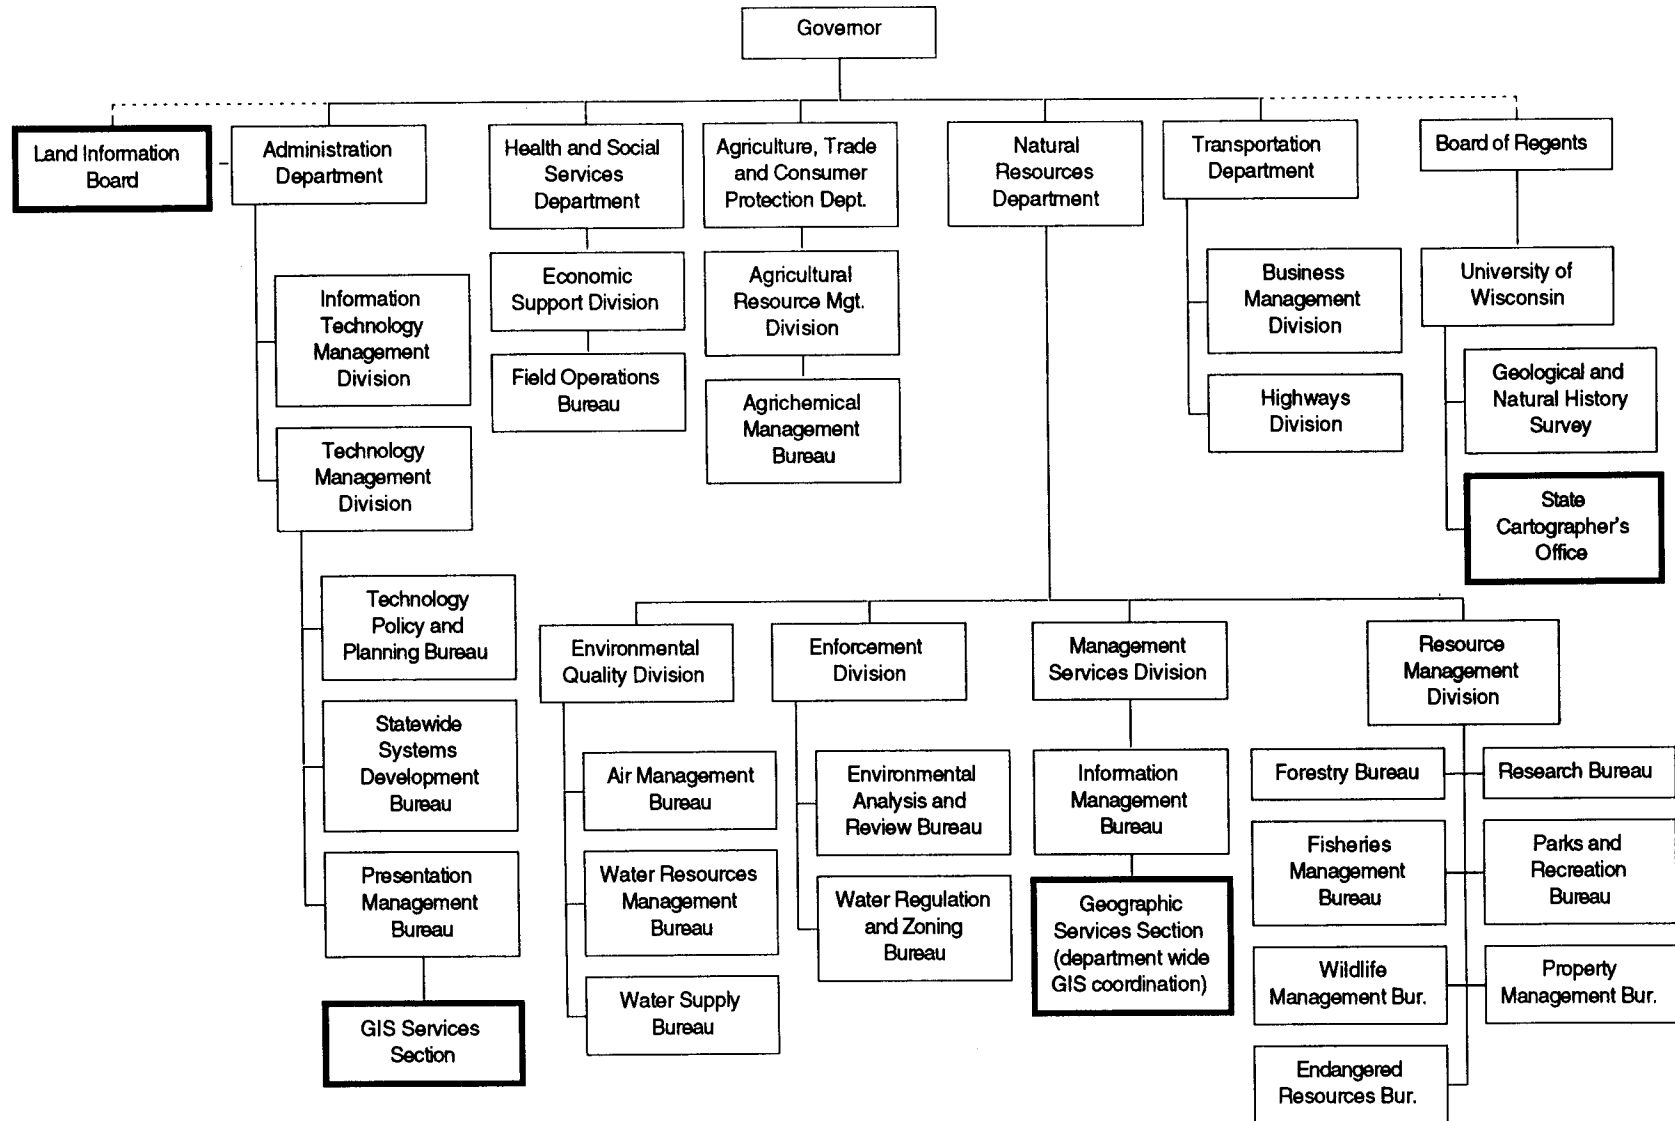 Governor
Land Information
Board
Administration
Department
Health and Social
Services
Department
Agriculture, Trade
and Consumer
Protection Dept.
Natural
Resources
Department
Transportation
Department
Board of Regents
Information
Technology
Management
Division
Economic
Support Division
Agricultural
Resource Mgt.
Division
Business
Management
Division
University of
Wisconsin
Field Operations
Bureau
Agrichemical
Management
Bureau
Highways
Division
Geological and
Natural History
Survey
Technology
Management
Division
State
Cartographer's
Office
Technology
Policy and
Planning Bureau
Environmental
Quality Division
Enforcement
Division
Management
Services Division
Resource
Management
Division
Statewide
Systems
Development
Bureau
Air Management
Bureau
Environmental
Analysis and
Review Bureau
Information
Management
Bureau
Forestry Bureau
Research Bureau
Presentation
Management
Bureau
Water Resources
Management
Bureau
Water Regulation
and Zoning
Bureau
Geographic
Services Section
(department wide
GIS coordination)
Fisheries
Management
Bureau
Parks and
Recreation
Bureau
GIS Services
Section
Water Supply
Bureau
Wildlife
Management Bur.
Property
Management Bur.
Endangered
Resources Bur.